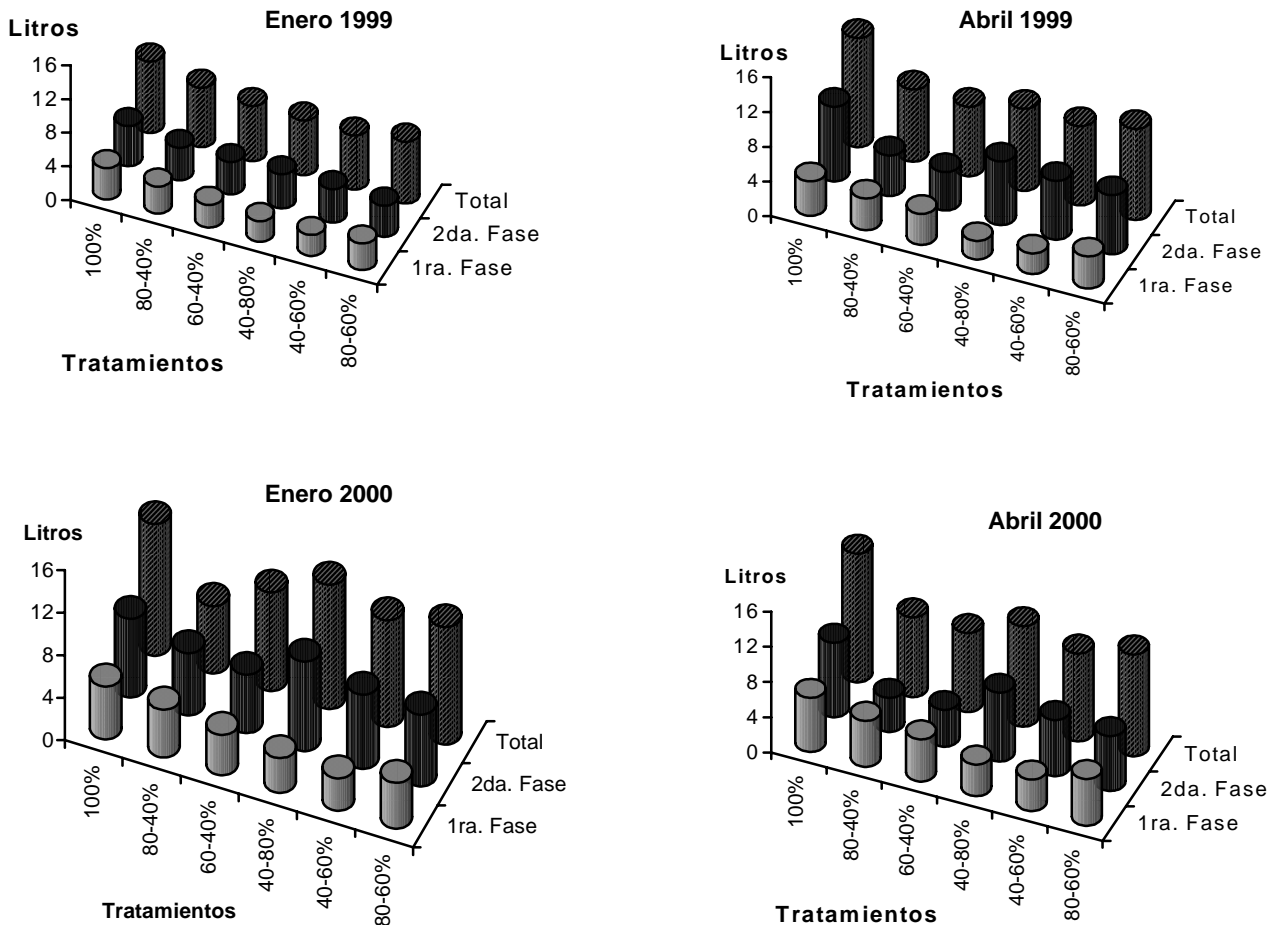 Enero 1999
Litros
16
12
8
4
0
100%
80-40%
60-40%
40-80%
40-60%
80-60%
Total
2da. Fase
1ra. Fase
Tratamientos
Abril 1999
Litros
16
12
8
4
0
100%
80-40%
60-40%
40-80%
40-60%
80-60%
Total
2da. Fase
1ra. Fase
Tratamientos
Enero 2000
Litros
16
12
8
4
0
100%
80-40%
60-40%
40-80%
40-60%
80-60%
Total
2da. Fase
1ra. Fase
Tratamientos
Abril 2000
Litros
16
12
8
4
0
100%
80-40%
60-40%
40-80%
40-60%
80-60%
Total
2da. Fase
1ra. Fase
Tratamientos